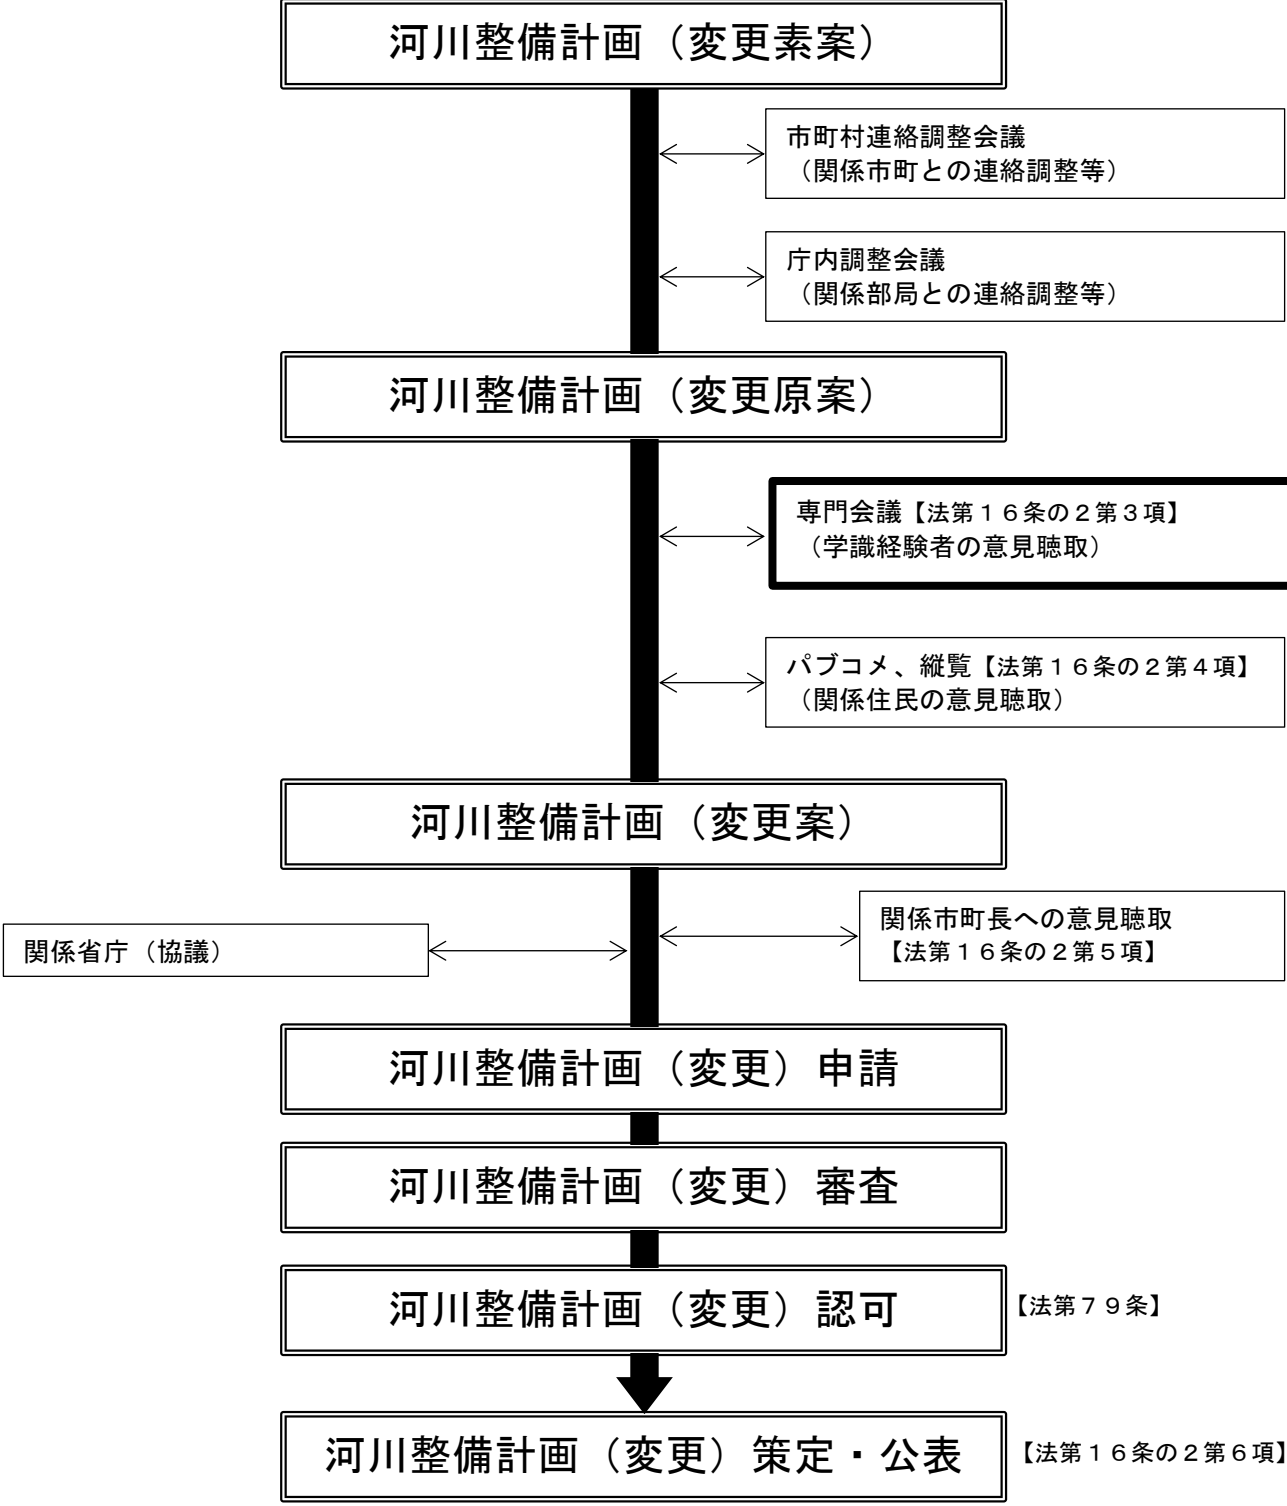 河川整備計画（変更素案）
市町村連絡調整会議
（関係市町との連絡調整等）
庁内調整会議
（関係部局との連絡調整等）
河川整備計画（変更原案）
専門会議【法第１６条の２第３項】
（学識経験者の意見聴取）
パブコメ、縦覧【法第１６条の２第４項】
（関係住民の意見聴取）
河川整備計画（変更案）
関係省庁（協議）
関係市町長への意見聴取
【法第１６条の２第５項】
河川整備計画（変更）申請
河川整備計画（変更）審査
河川整備計画（変更）認可
【法第７９条】
河川整備計画（変更）策定・公表
【法第１６条の２第６項】